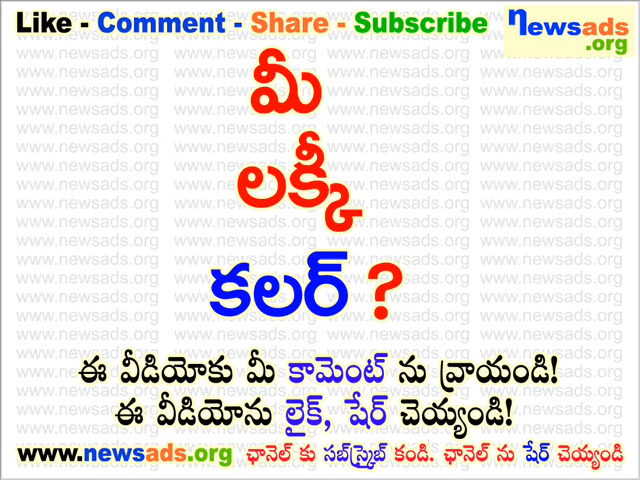 Like - Comment - Share - Subscribe
newsads
.org
మీ
లక్కీ
కలర్ ?
ఈ వీడియోకు మీ కామెంట్ ను వ్రాయండి!
ఈ వీడియోను లైక్, షేర్ చెయ్యండి!
www.newsads.org ఛానెల్ కు సబ్‌స్క్రైబ్ కండి. ఛానెల్ ను షేర్ చెయ్యండి